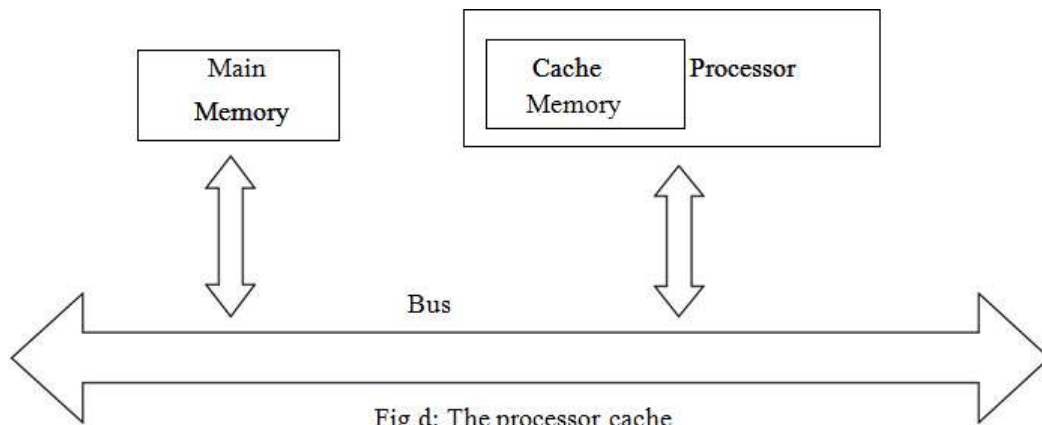 Main
Memory
Cache
Memory
Processor
Bus
Fig d: The processor cache